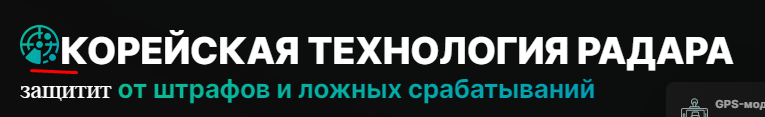 КОРЕЙСКАЯ ТЕХНОЛОГИЯ РАДАРА
защитит от штрафов и ложных срабатываний